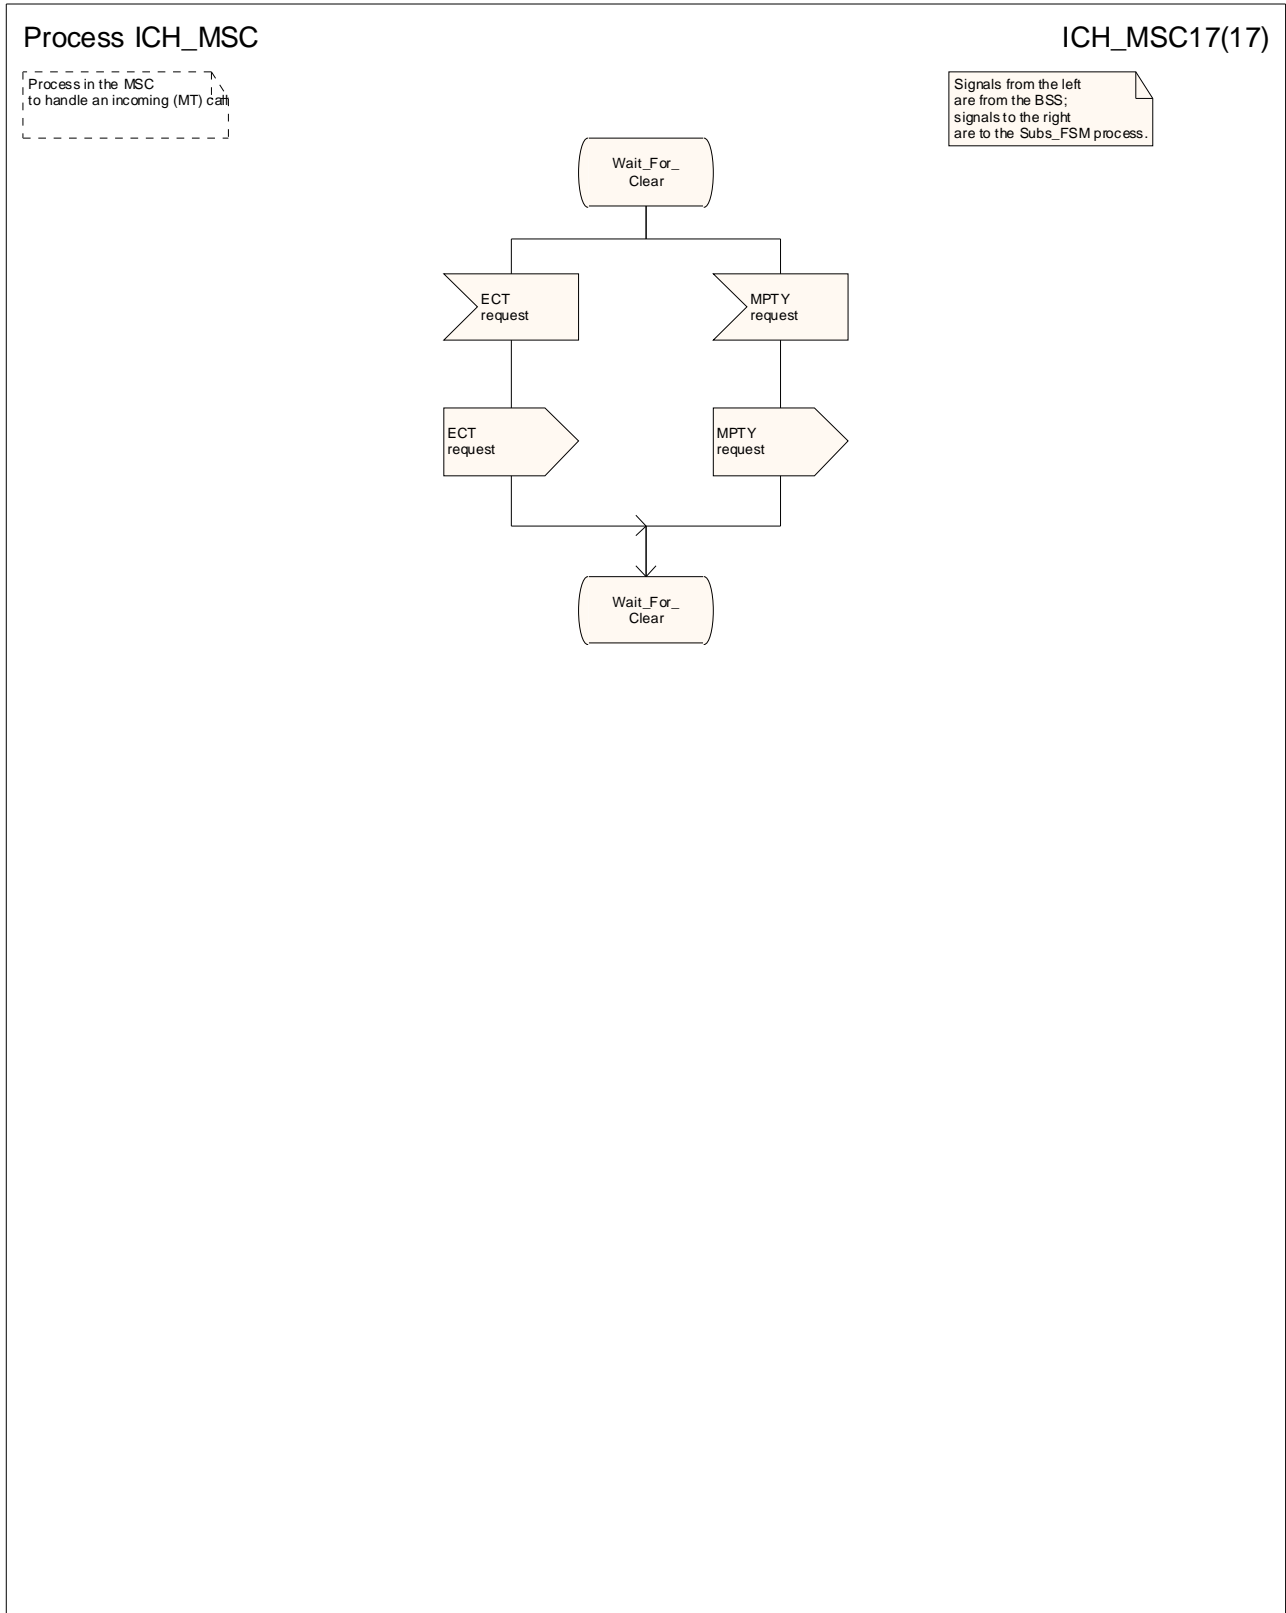 Process ICH_MSC
ICH_MSC17(17)
Process in the MSC
to handle an incoming (MT) call
Signals from the left
are from the BSS;
signals to the right
are to the Subs_FSM process.
Wait_For_
Clear
ECT
request
MPTY
request
ECT
request
MPTY
request
Wait_For_
Clear